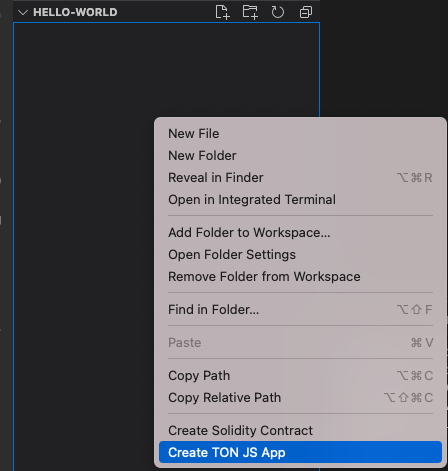 HELLO-WORLD
New File
New Folder
Reveal in Finder ⌥⌘R
Open in Integrated Terminal
Add Folder to Workspace...
Open Folder Settings
Remove Folder from Workspace
Find in Folder... ⌥⇧F
Paste ⌘V
Copy Path ⌥⌘C
Copy Relative Path ⌥⇧⌘C
Create Solidity Contract
Create TON JS App